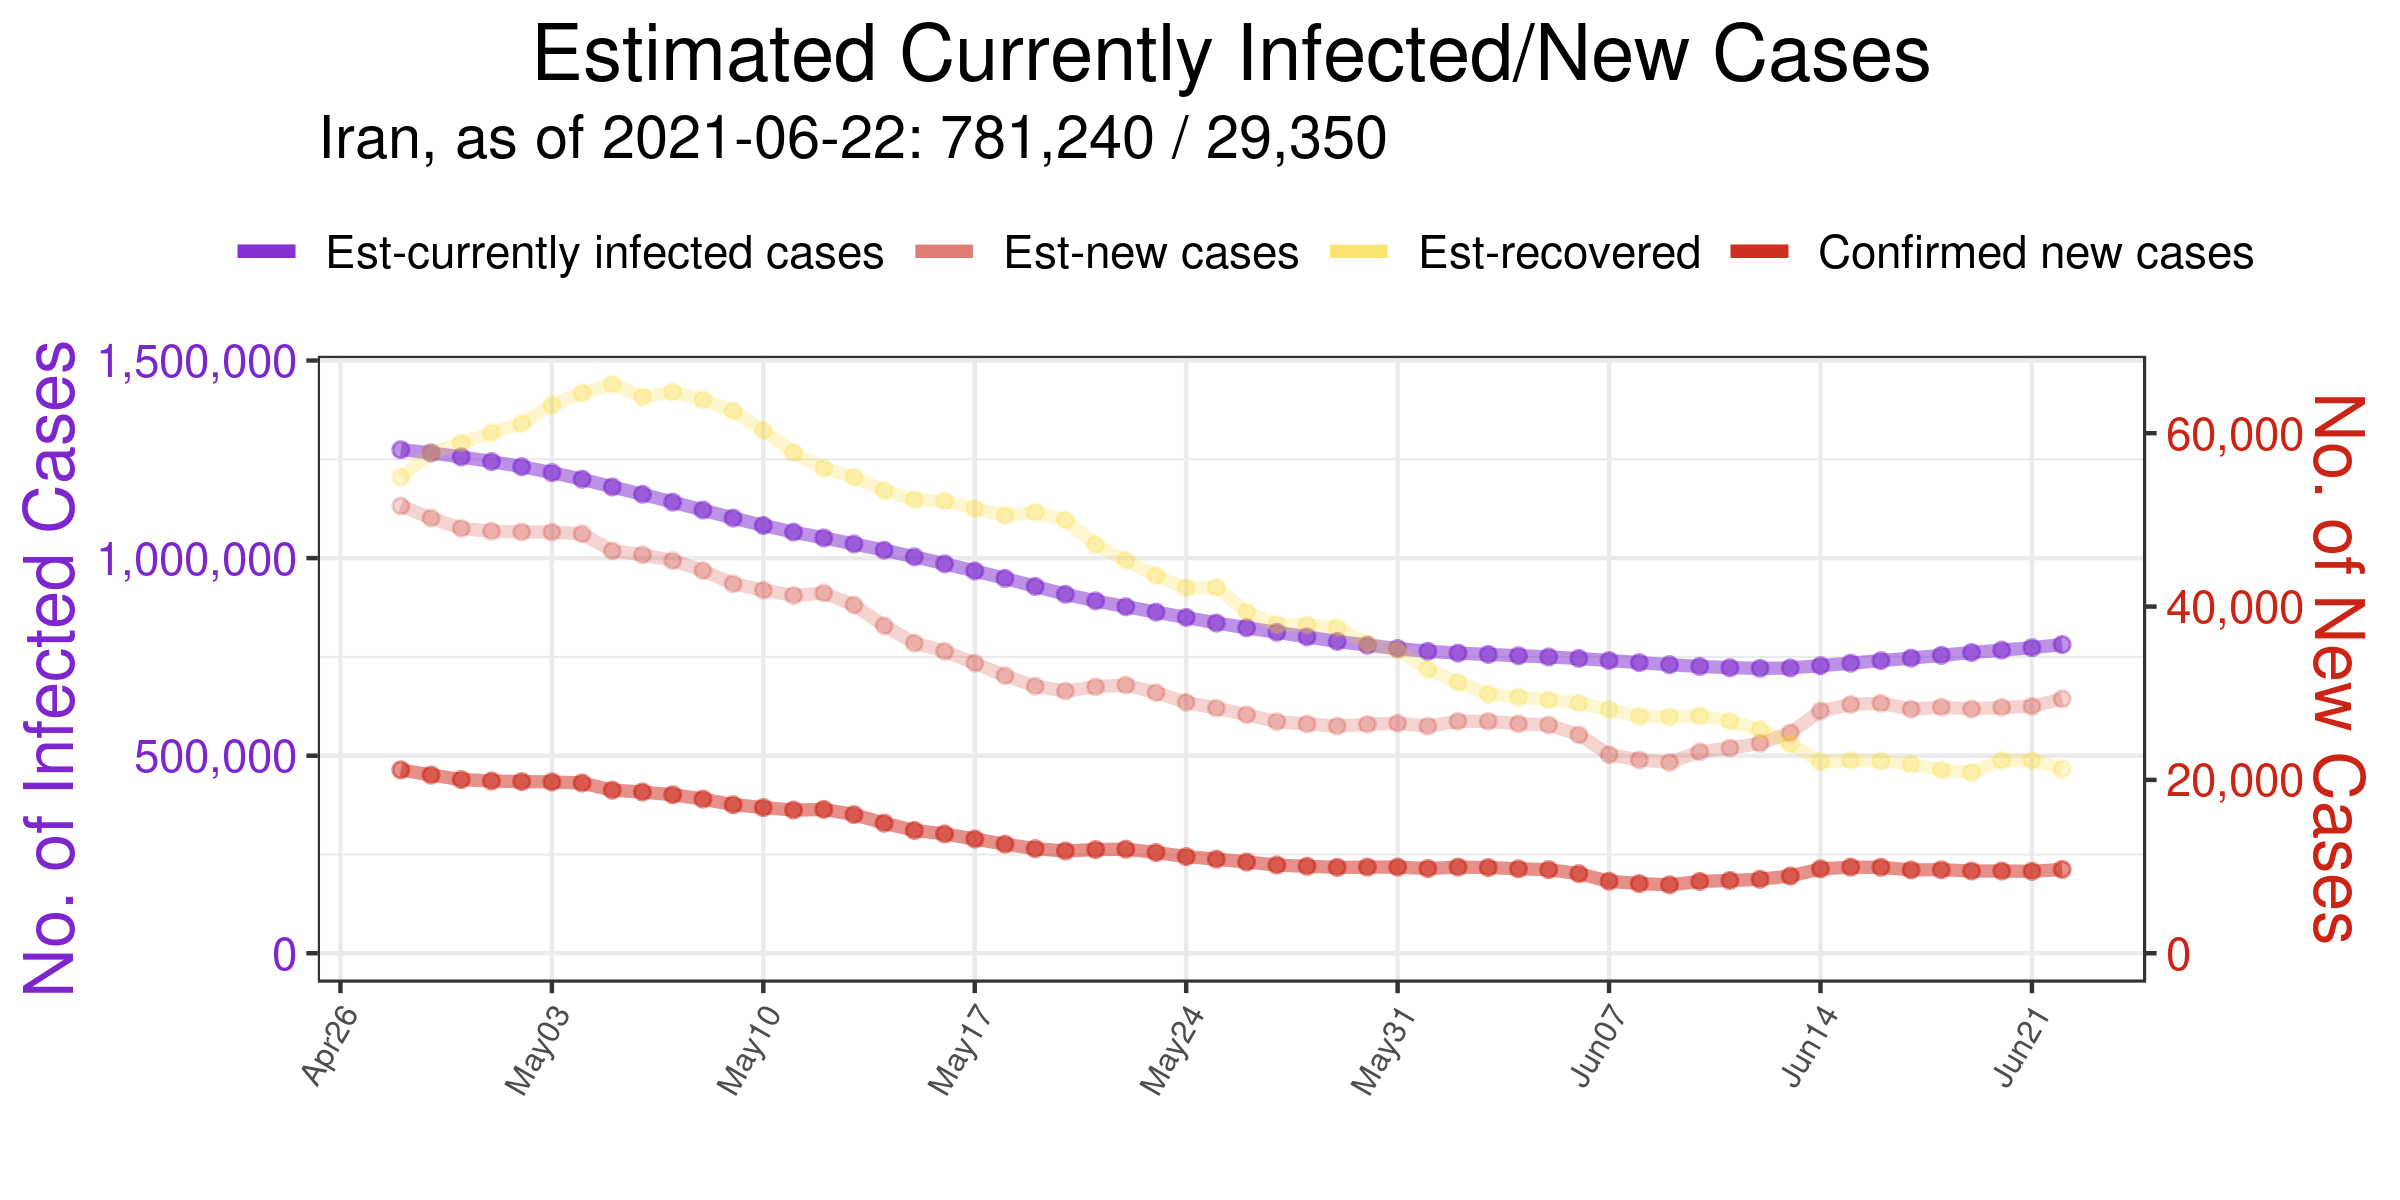 Estimated Currently Infected/New Cases
Iran, as of 2021-06-22: 781,240 / 29,350
Est-currently infected cases Est-new cases Est-recovered Confirmed new cases
No. of Infected Cases
1,500,000
1,000,000
500,000
0
60,000
40,000
20,000
0
No. of New Cases
Apr26 May03 May10 May17 May24 May31 Jun07 Jun14 Jun21